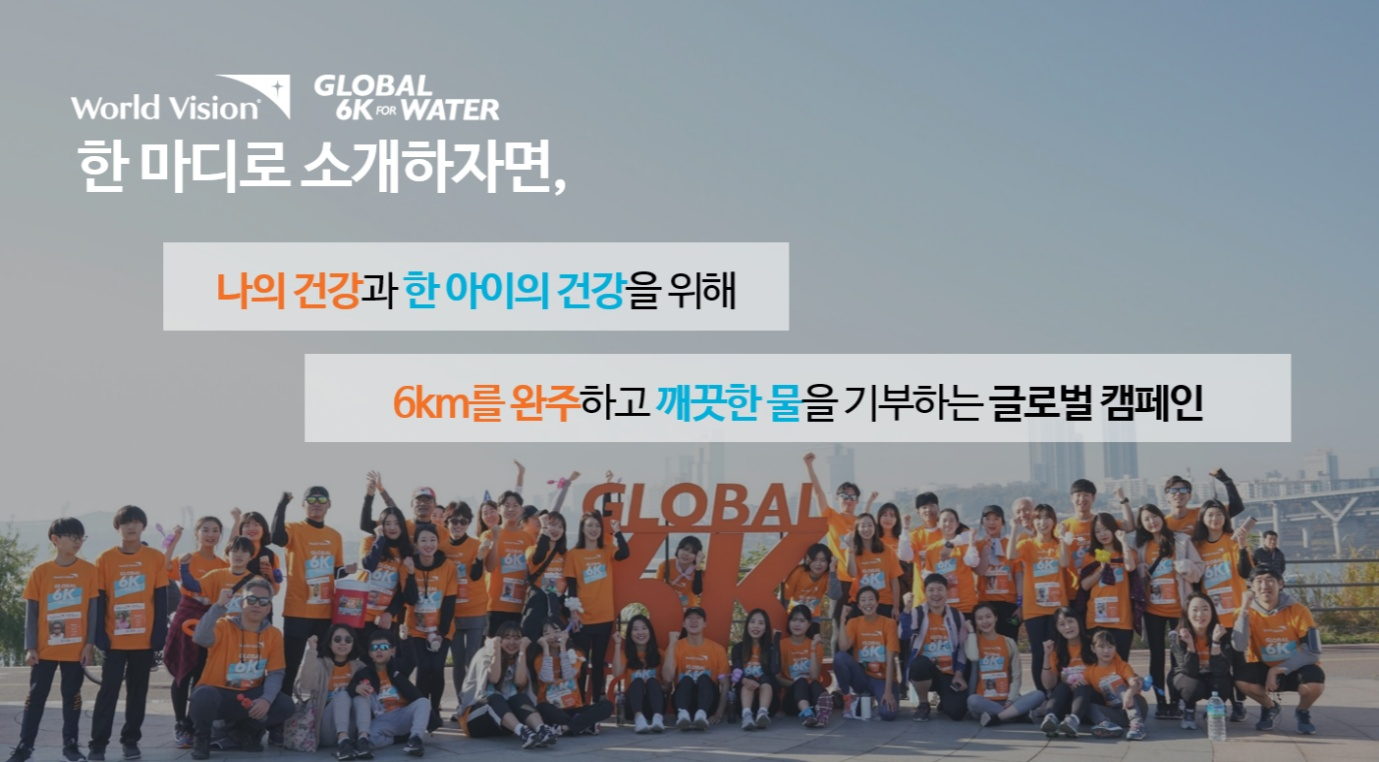 World Vision
GLOBAL
6K FOR WATER
한 마디로 소개하자면,
나의 건강과 한 아이의 건강을 위해
6km를 완주하고 깨끗한 물을 기부하는 글로벌 캠페인
GLOBAL
6K